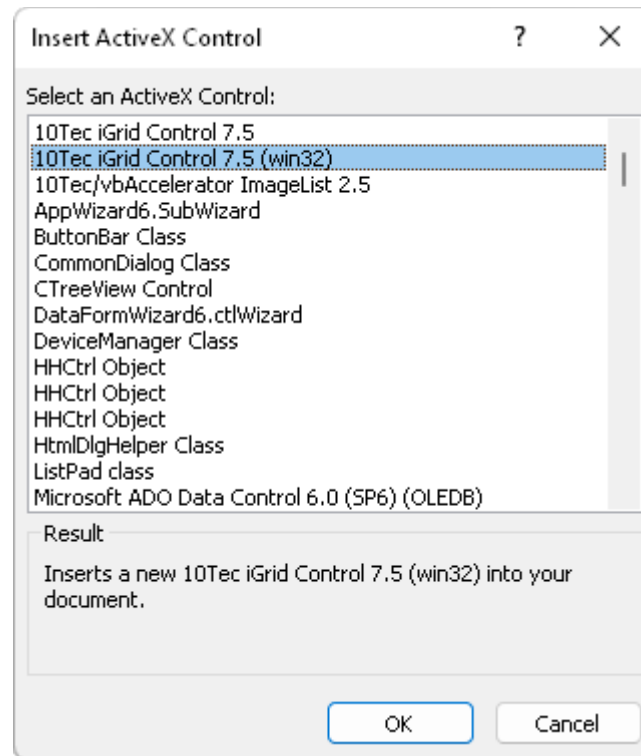 Insert ActiveX Control
?
Select an ActiveX Control:
10Tec iGrid Control 7.5
10Tec iGrid Control 7.5 (win32)
10Tec/vbAccelerator ImageList 2.5
AppWizard6.SubWizard
ButtonBar Class
CommonDialog Class
CTreeView Control
DataFormWizard6.ctlWizard
DeviceManager Class
HHCtrl Object
HHCtrl Object
HHCtrl Object
HtmlDlgHelper Class
ListPad class
Microsoft ADO Data Control 6.0 (SP6) (OLEDB)
Result
Inserts a new 10Tec iGrid Control 7.5 (win32) into your
document.
OK Cancel